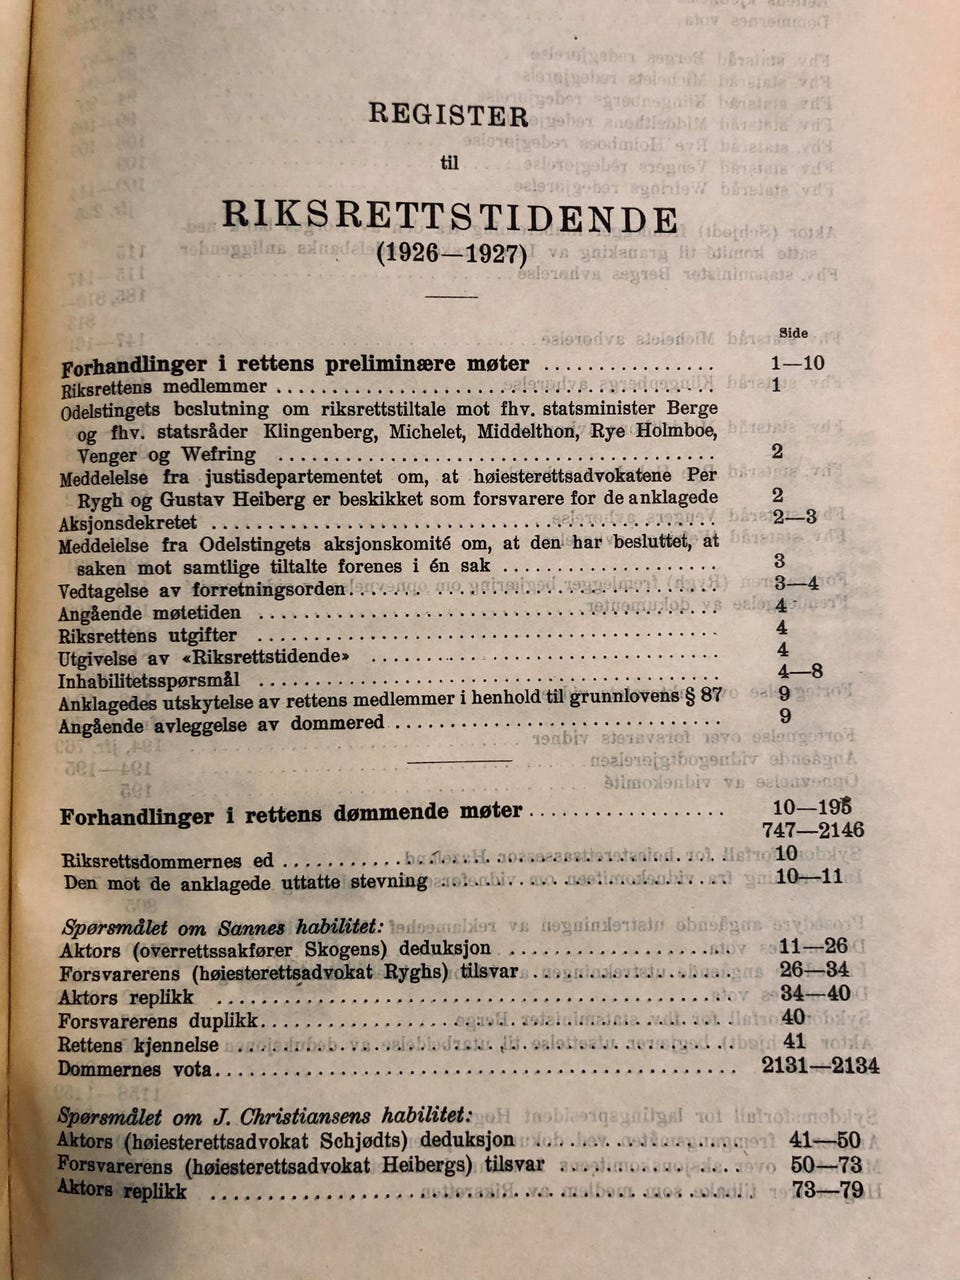 REGISTER
til
RIKSRETTSTIDENDE
(1926—1927)
Side
Forhandlinger i rettens preliminære møter ................ 1—10
Riksrettens medlemmer ........................................ 1
Odelstingets beslutning om riksrettstiltale mot fhv. statsminister Berge
og fhv. statsråder Klingenberg, Michelet, Middelthon, Rye Holmboe,
Venger og Wefring ........................................ 2
Meddelelse fra justisdepartementet om, at høiesterettsadvokatene Per
Rygh og Gustav Heiberg er beskikket som forsvarere for de anklagede 2
Aksjonsdekretet ........................................ 2—3
Meddelelse fra Odelstingets aksjonskomité om, at den har besluttet, at
saken mot samtlige tiltalte forenes i én sak .................... 3
Vedtagelse av forretningsorden ........................................ 3—4
Angående møtetiden ........................................ 4
Riksrettens utgifter ........................................ 4
Utgivelse av «Riksrettstidende» ................................ 4
Inhabilitetsspørsmål ........................................ 4—8
Anklagedes utskytelse av rettens medlemmer i henhold til grunnlovens § 87 9
Angående avleggelse av dommered ............................ 9
Forhandlinger i rettens dømmende møter .................. 10—195
747—2146
Riksrettsdommernes ed ........................................ 10
Den mot de anklagede uttatte stevning .......................... 10—11
Spørsmålet om Sannes habilitet:
Aktors (overrettssakfører Skogens) deduksjon .................... 11—26
Forsvarerens (høiesterettsadvokat Ryghs) tilsvar .................. 26—34
Aktors replikk ........................................ 34—40
Forsvarerens duplikk........................................ 40
Rettens kjennelse ........................................ 41
Dommernes vota........................................ 2131—2134
Spørsmålet om J. Christiansens habilitet:
Aktors (høiesterettsadvokat Schjødts) deduksjon ................. 41—50
Forsvarerens (høiesterettsadvokat Heibergs) tilsvar ............... 50—73
Aktors replikk ........................................ 73—79